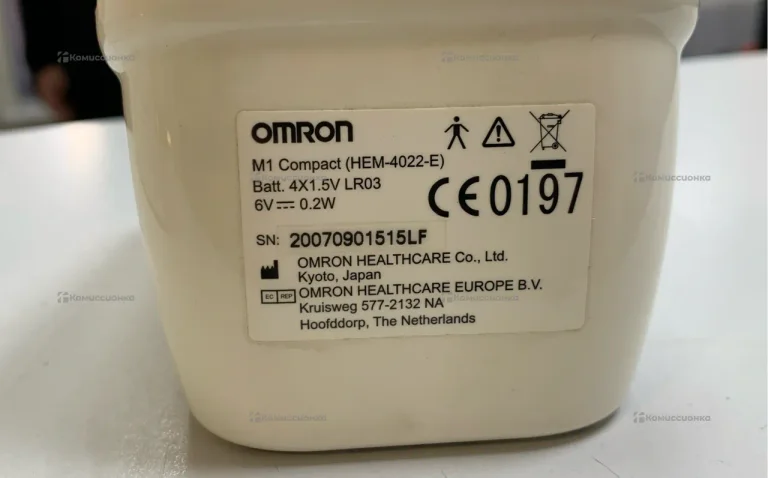 OMRON
M1 Compact (HEM-4022-E)
Batt. 4X1.5V LR03
6V 0.2W
CE0197
SN: 20070901515LF
OMRON HEALTHCARE Co., Ltd.
Kyoto, Japan
EC REP OMRON HEALTHCARE EUROPE B.V.
Kruisweg 577-2132 NA
Hoofddorp, The Netherlands
Комиссионка
Комиссионка
Комиссионка
Комиссионка
Комиссионка
Комиссионка